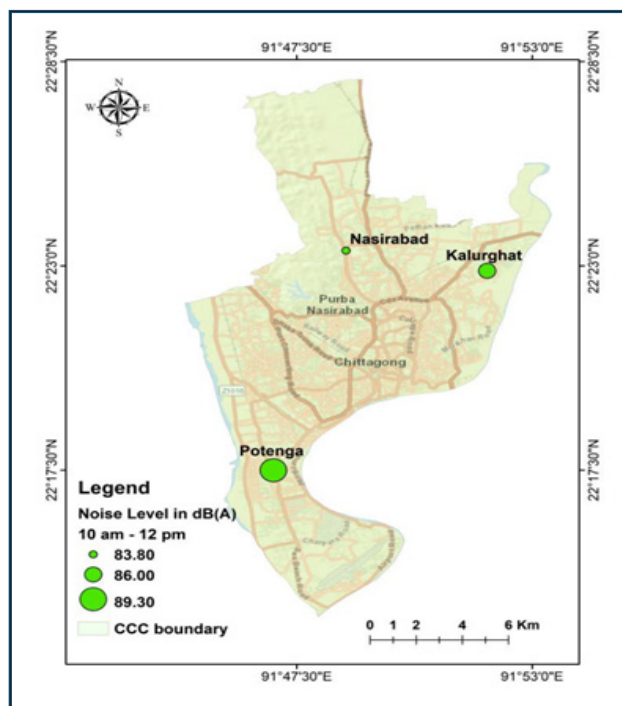 91°47'30"E
91°53'0"E
22°28'30"N
22°28'30"N
N
W
E
S
Nasirabad
Kalurghat
22°23'0"N
22°23'0"N
Purba
Nasirabad
Chittagong
Z1016
Potenga
22°17'30"N
22°17'30"N
Legend
Noise Level in dB(A)
10 am - 12 pm
83.80
86.00
89.30
CCC boundary
0 1 2 4 6 Km
91°47'30"E
91°53'0"E